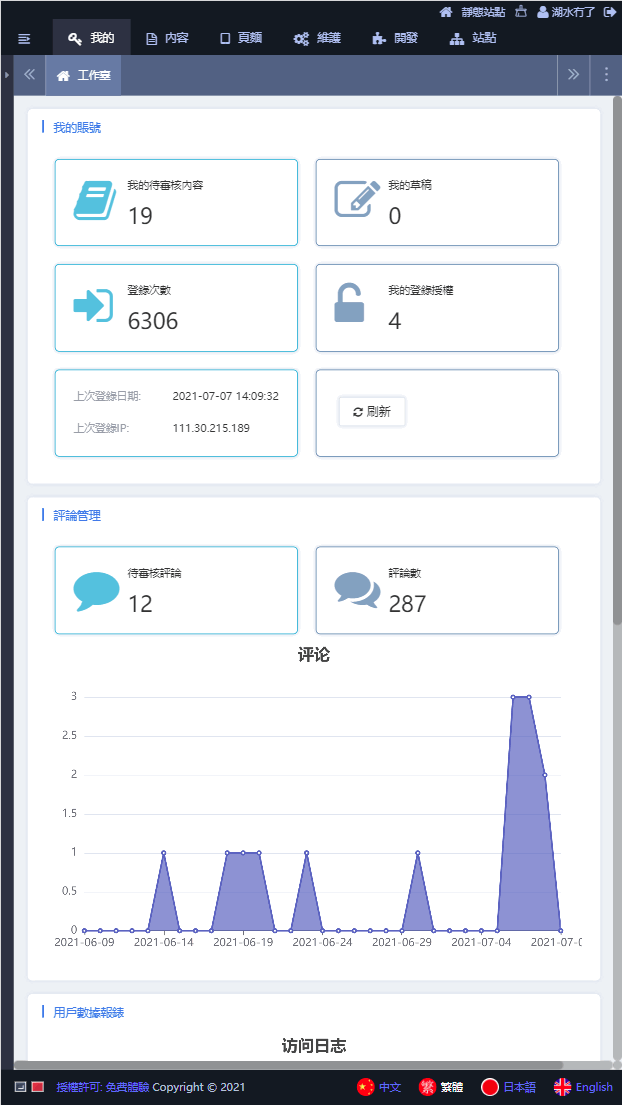 靜態站點 湖水冇了
我的 內容 頁麵 維護 開發 站點
工作室
我的賬號
我的待審核內容
19
我的草稿
0
登錄次數
6306
我的登錄授權
4
上次登錄日期: 2021-07-07 14:09:32
上次登錄IP: 111.30.215.189
刷新
評論管理
待審核評論
12
評論數
287
评论
3
2.5
2
1.5
1
0.5
0
2021-06-09 2021-06-14 2021-06-19 2021-06-24 2021-06-29 2021-07-04 2021-07-0
用戶數據報錶
访问日志
授權許可: 免費體驗 Copyright © 2021 中文 繁 繁體 日本語 English